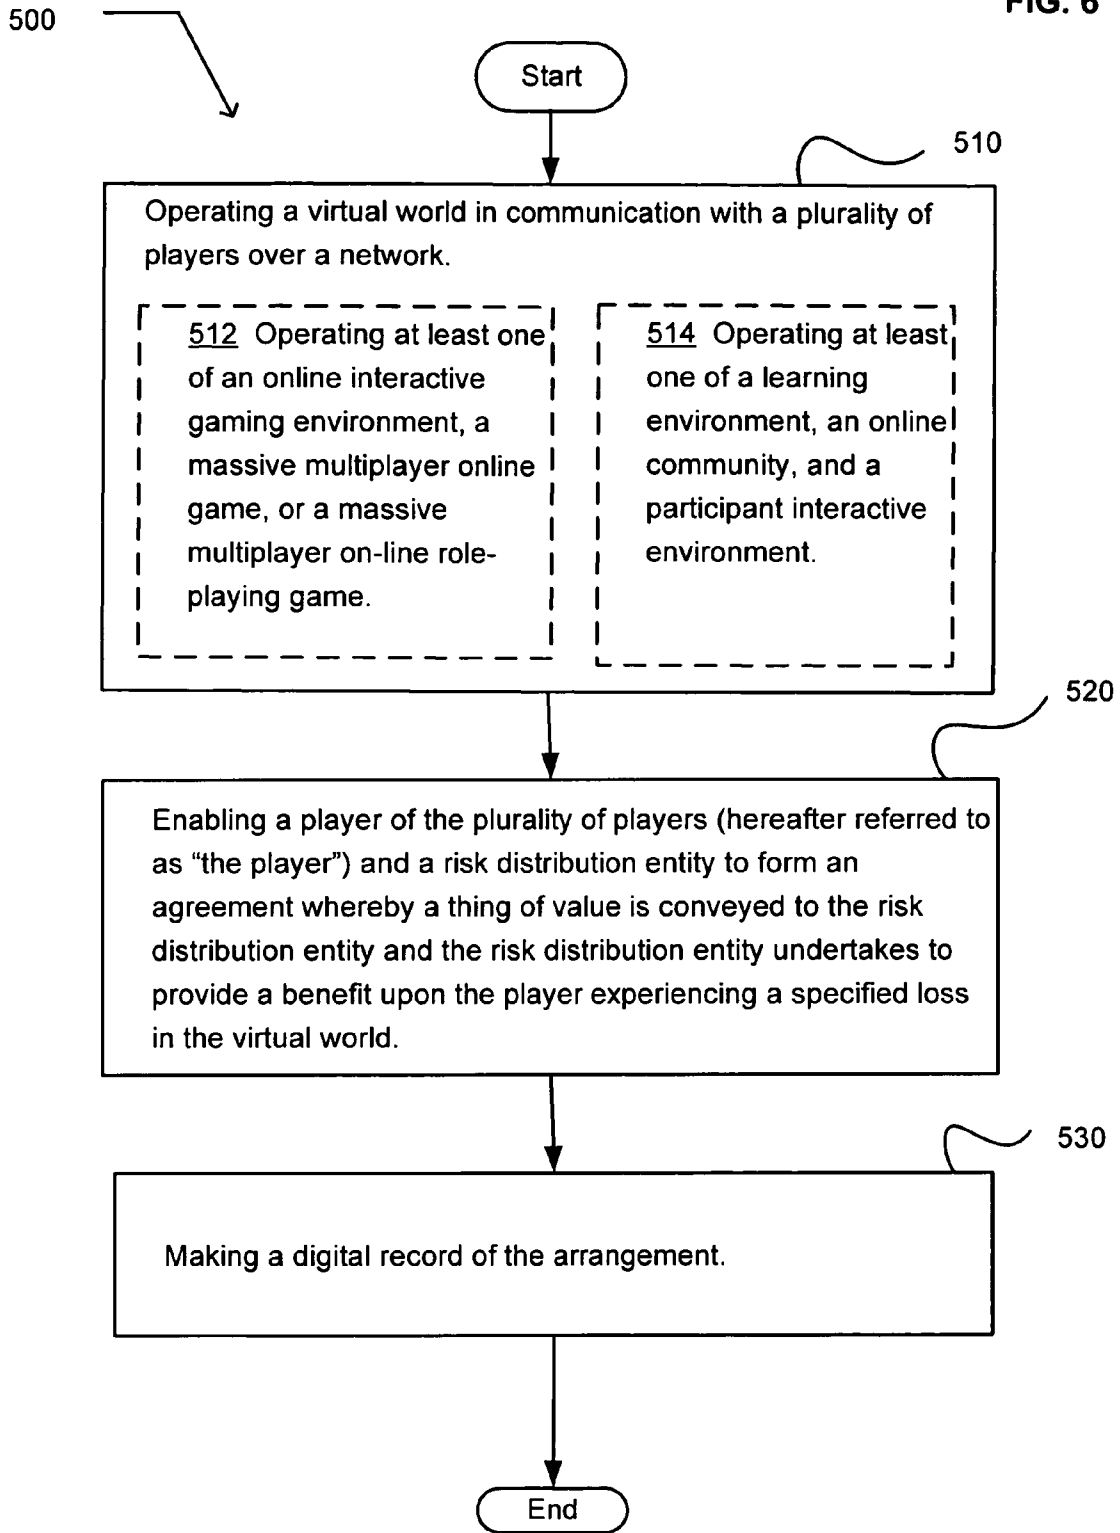 FIG. 6
500
Start
510
Operating a virtual world in communication with a plurality of
players over a network.
512 Operating at least one
of an online interactive
gaming environment, a
massive multiplayer online
game, or a massive
multiplayer on-line role-
playing game.
514 Operating at least
one of a learning
environment, an online
community, and a
participant interactive
environment.
520
Enabling a player of the plurality of players (hereafter referred to
as “the player”) and a risk distribution entity to form an
agreement whereby a thing of value is conveyed to the risk
distribution entity and the risk distribution entity undertakes to
provide a benefit upon the player experiencing a specified loss
in the virtual world.
530
Making a digital record of the arrangement.
End